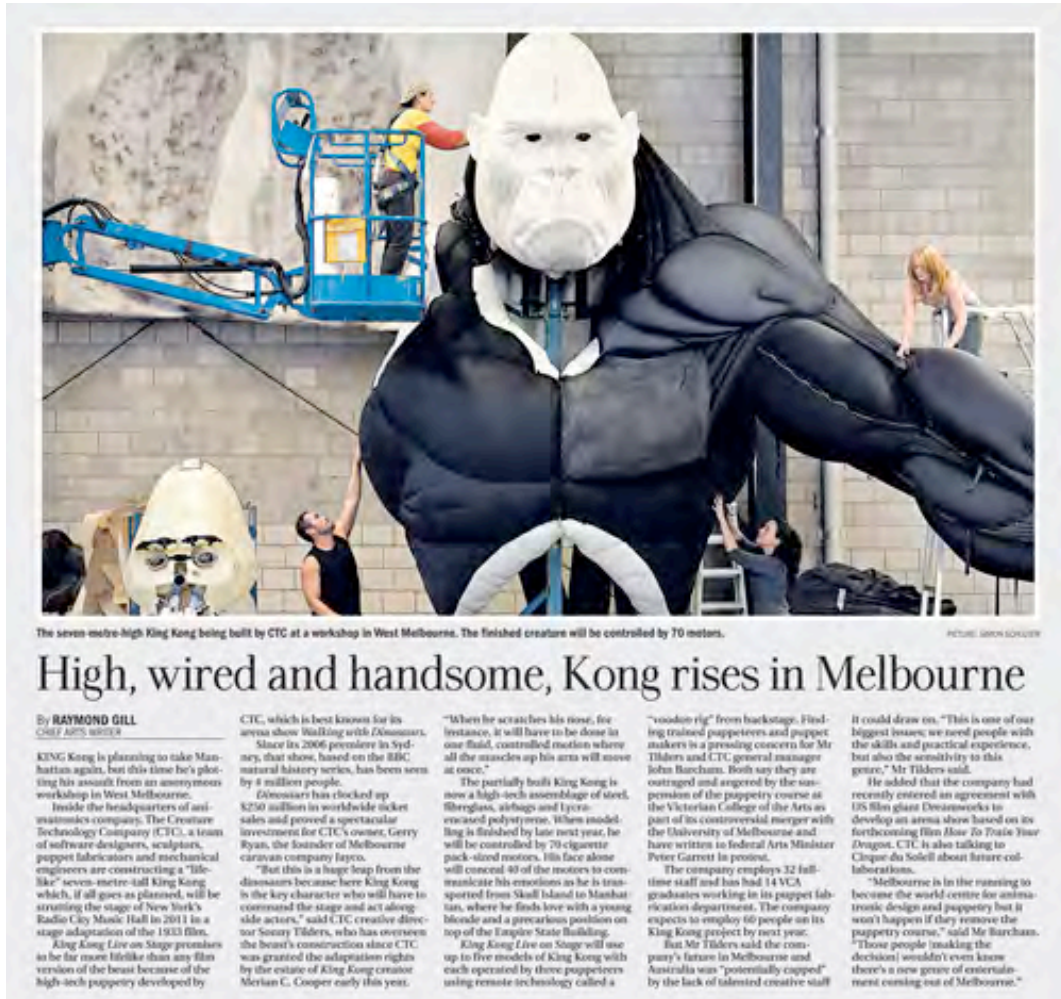 The seven-metre-high King Kong being built by CTC at a workshop in West Melbourne. The finished creature will be controlled by 70 motors.
PICTURE: SIMON SCHLUTER
High, wired and handsome, Kong rises in Melbourne
By RAYMOND GILL
CHIEF ARTS WRITER
KING Kong is planning to take Man-
hattan again, but this time he's plot-
ting his assault from an anonymous
workshop in West Melbourne.
Inside the headquarters of ani-
matronics company, The Creature
Technology Company (CTC), a team
of software designers, sculptors,
puppet fabricators and mechanical
engineers are constructing a "life-
like" seven-metre-tall King Kong
which, if all goes as planned, will be
strutting the stage of New York's
Radio City Music Hall in 2011 in a
stage adaptation of the 1933 film.
King Kong Live on Stage promises
to be far more lifelike than any film
version of the beast because of the
high-tech puppetry developed by
CTC, which is best known for its
arena show Walking with Dinosaurs.
Since its 2006 premiere in Syd-
ney, that show, based on the BBC
natural history series, has been seen
by 4 million people.
Dinosaurs has clocked up
$250 million in worldwide ticket
sales and proved a spectacular
investment for CTC's owner, Gerry
Ryan, the founder of Melbourne
caravan company Jayco.
"But this is a huge leap from the
dinosaurs because here King Kong
is the key character who will have to
command the stage and act along-
side actors," said CTC creative direc-
tor Sonny Tilders, who has overseen
the beast's construction since CTC
was granted the adaptation rights
by the estate of King Kong creator
Merian C. Cooper early this year.
"When he scratches his nose, for
instance, it will have to be done in
one fluid, controlled motion where
all the muscles up his arm will move
at once."
The partially built King Kong is
now a high-tech assemblage of steel,
fibreglass, airbags and Lycra-
encased polystyrene. When model-
ling is finished by late next year, he
will be controlled by 70 cigarette
pack-sized motors. His face alone
will conceal 40 of the motors to com-
municate his emotions as he is trans-
ported from Skull Island to Manhat-
tan, where he finds love with a young
blonde and a precarious position on
top of the Empire State Building.
King Kong Live on Stage will use
up to five models of King Kong with
each operated by three puppeteers
using remote technology called a
"voodoo rig" from backstage. Find-
ing trained puppeteers and puppet
makers is a pressing concern for Mr
Tilders and CTC general manager
John Barcham. Both say they are
outraged and angered by the sus-
pension of the puppetry course at
the Victorian College of the Arts as
part of its controversial merger with
the University of Melbourne and
have written to federal Arts Minister
Peter Garrett in protest.
The company employs 32 full-
time staff and has had 14 VCA
graduates working in its puppet fab-
rication department. The company
expects to employ 60 people on its
King Kong project by next year.
But Mr Tilders said the com-
pany's future in Melbourne and
Australia was "potentially capped"
by the lack of talented creative staff
it could draw on. "This is one of our
biggest issues; we need people with
the skills and practical experience,
but also the sensitivity to this
genre," Mr Tilders said.
He added that the company had
recently entered an agreement with
US film giant Dreamworks to
develop an arena show based on its
forthcoming film How To Train Your
Dragon. CTC is also talking to
Cirque du Soleil about future col-
laborations.
"Melbourne is in the running to
become the world centre for anima-
tronic design and puppetry but it
won't happen if they remove the
puppetry course," said Mr Barcham.
"Those people [making the
decision] wouldn't even know
there's a new genre of entertain-
ment coming out of Melbourne."